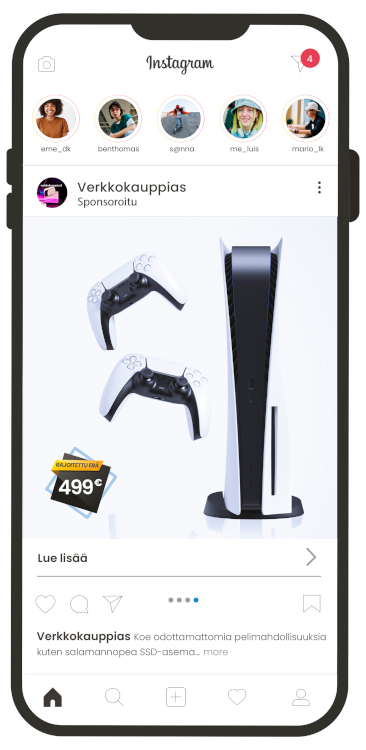 Instagram
4
eme_dk
benthomas
s@nna
me_luis
mario_1k
Verkkokauppias
Sponsoroitu
RAJOITETTU ERÄ
499€
Lue lisää
Verkkokauppias Koe odottamattomia pelimahdollisuuksia
kuten salamannopea SSD-asema... more